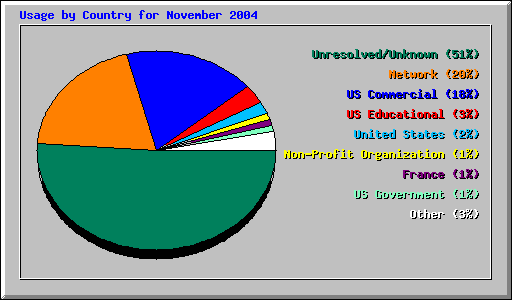 Usage by Country for November 2004
Unresolved/Unknown (51%)
Network (20%)
US Commercial (18%)
US Educational (3%)
United States (2%)
Non-Profit Organization (1%)
France (1%)
US Government (1%)
Other (3%)